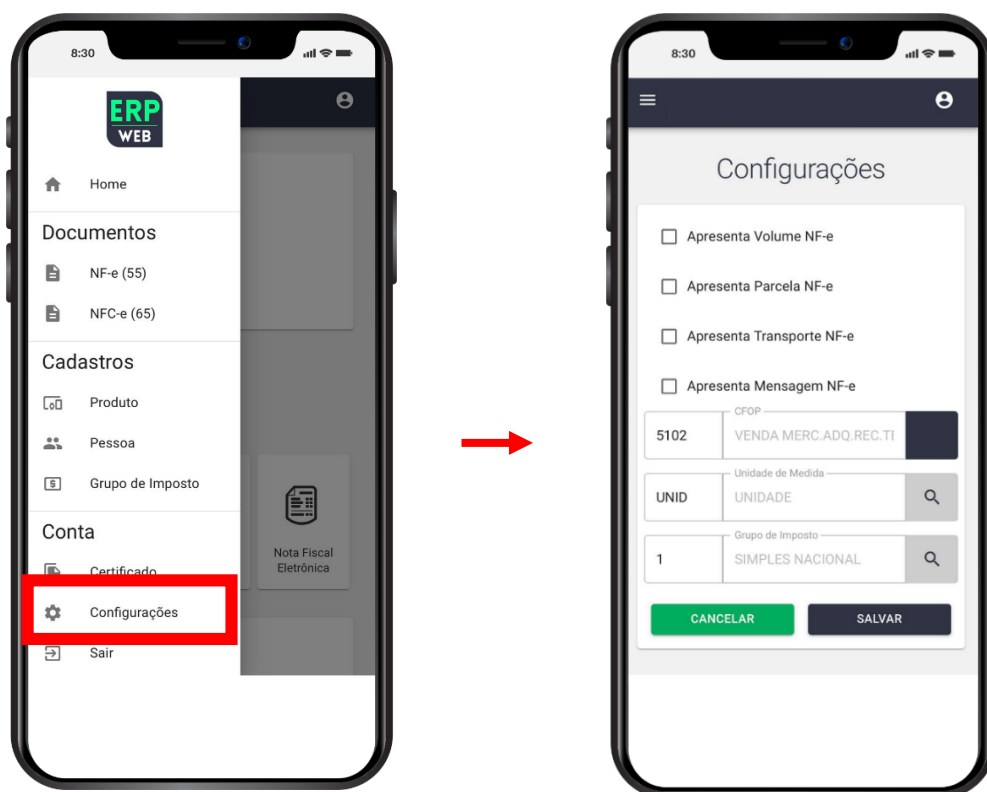 8:30
ERP
WEB
Home
Documentos
NF-e (55)
NFC-e (65)
Cadastros
Produto
Pessoa
Grupo de Imposto
Conta
Certificado
Configurações
Sair
Nota Fiscal
Eletrônica
8:30
Configurações
Apresenta Volume NF-e
Apresenta Parcela NF-e
Apresenta Transporte NF-e
Apresenta Mensagem NF-e
CFOP
5102 VENDA MERC.ADQ.REC.TE
Unidade de Medida
UNID UNIDADE
Grupo de Imposto
1 SIMPLES NACIONAL
CANCELAR SALVAR